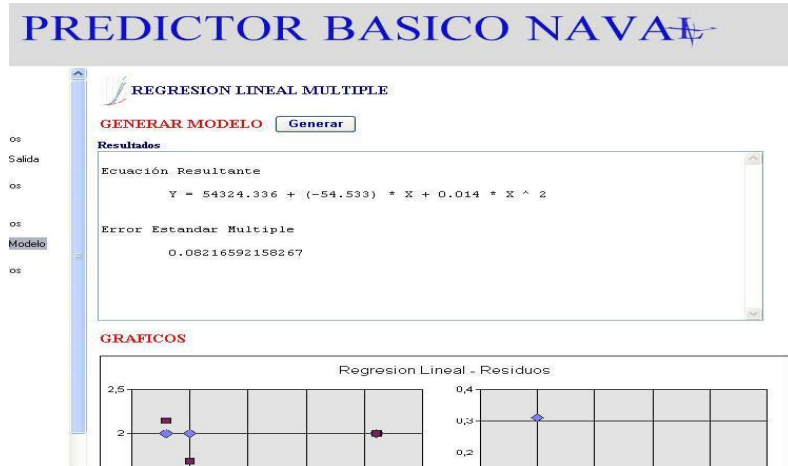 PREDICTOR BASICO NAVAL
REGRESION LINEAL MULTIPLE
GENERAR MODELO Generar
os
Resultados
Salida
Ecuación Resultante
os
Y = 54324.336 + (-54.533) * X + 0.014 * X ^ 2
os
Error Estandar Multiple
Modelo
0.08216592158267
os
GRAFICOS
Regresion Lineal - Residuos
2,5
0,4
0,3
2
0,2